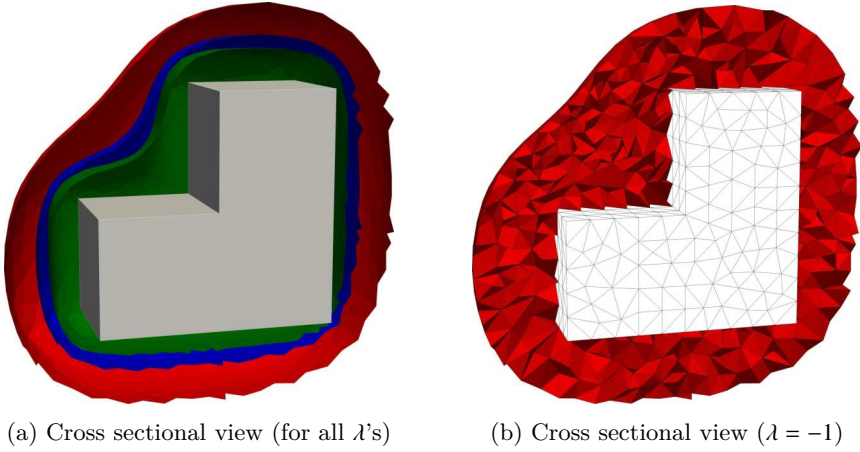 (a) Cross sectional view (for all λ's)
(b) Cross sectional view (λ = −1)